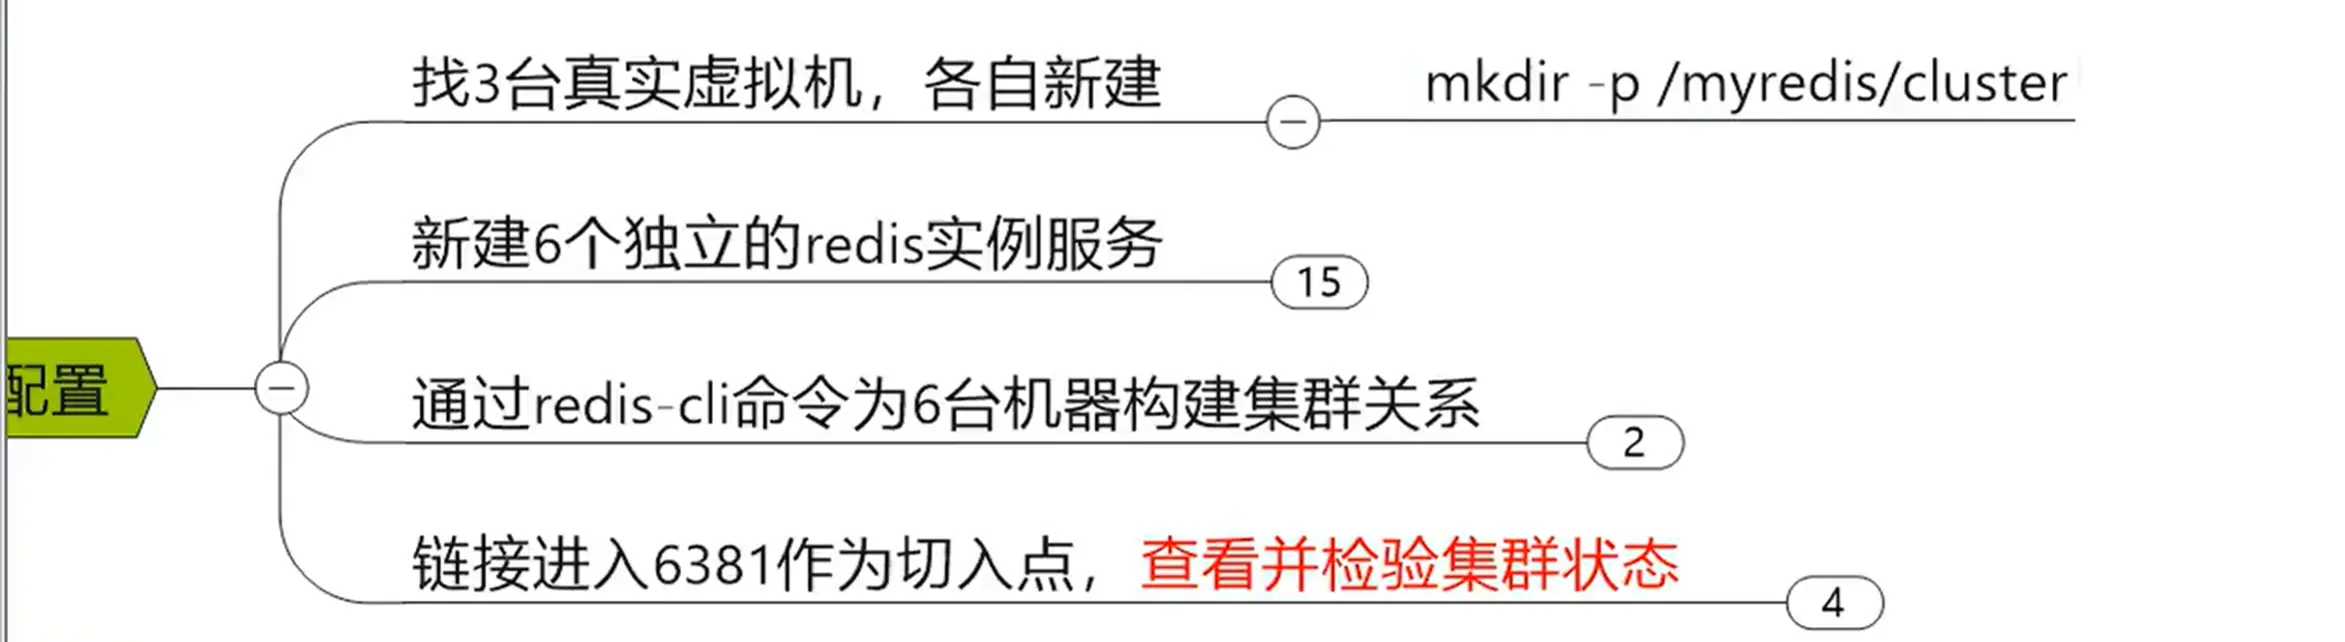 找3台真实虚拟机，各自新建
mkdir -p /myredis/cluster
新建6个独立的redis实例服务
15
配置
通过redis-cli命令为6台机器构建集群关系
2
链接进入6381作为切入点，查看并检验集群状态
4